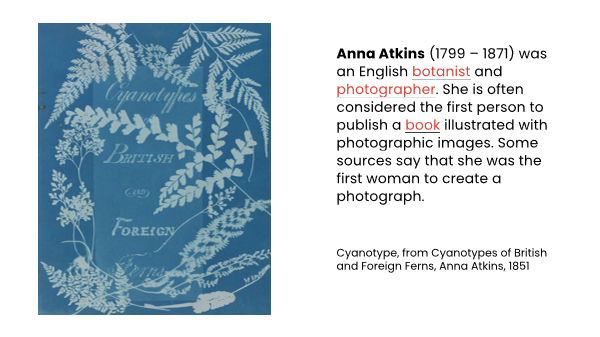 Cyanotypes
of
BRITISH
and
FOREIGN
Ferns.
Anna Atkins (1799 – 1871) was
an English botanist and
photographer. She is often
considered the first person to
publish a book illustrated with
photographic images. Some
sources say that she was the
first woman to create a
photograph.
Cyanotype, from Cyanotypes of British
and Foreign Ferns, Anna Atkins, 1851